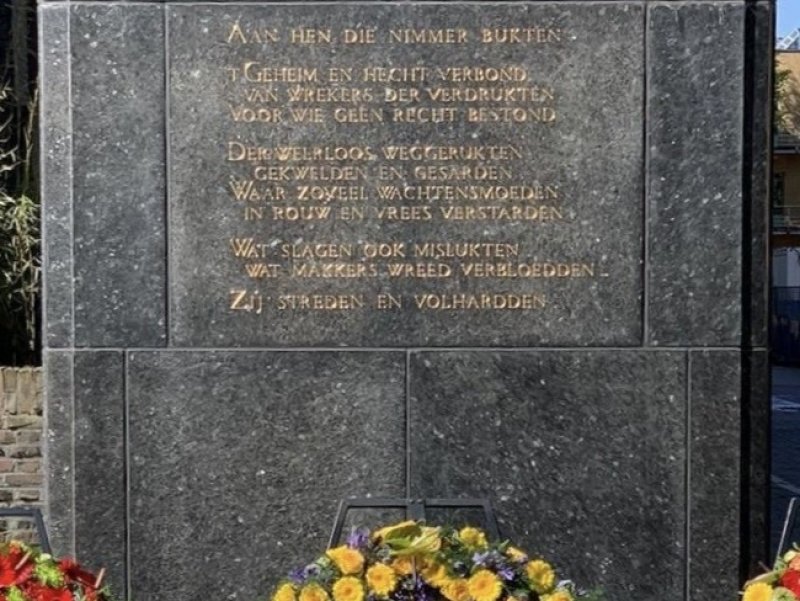 AAN HEN DIE NIMMER BUKTEN
'T GEHEIM EN HECHT VERBOND
VAN WREKERS DER VERDRUKTEN
VOOR WIE GEEN RECHT BESTOND
DER WEERLOOS WEGGERUKTEN
GEKWELDEN EN GESARDEN
WAAR ZOVEEL WACHTENSMOEDEN
IN ROUW EN VREES VERSTARDEN
WAT SLAGEN OOK MISLUKTEN
WAT MAKKERS WREED VERBLOEDDEN _
ZIJ STREDEN EN VOLHARDDEN